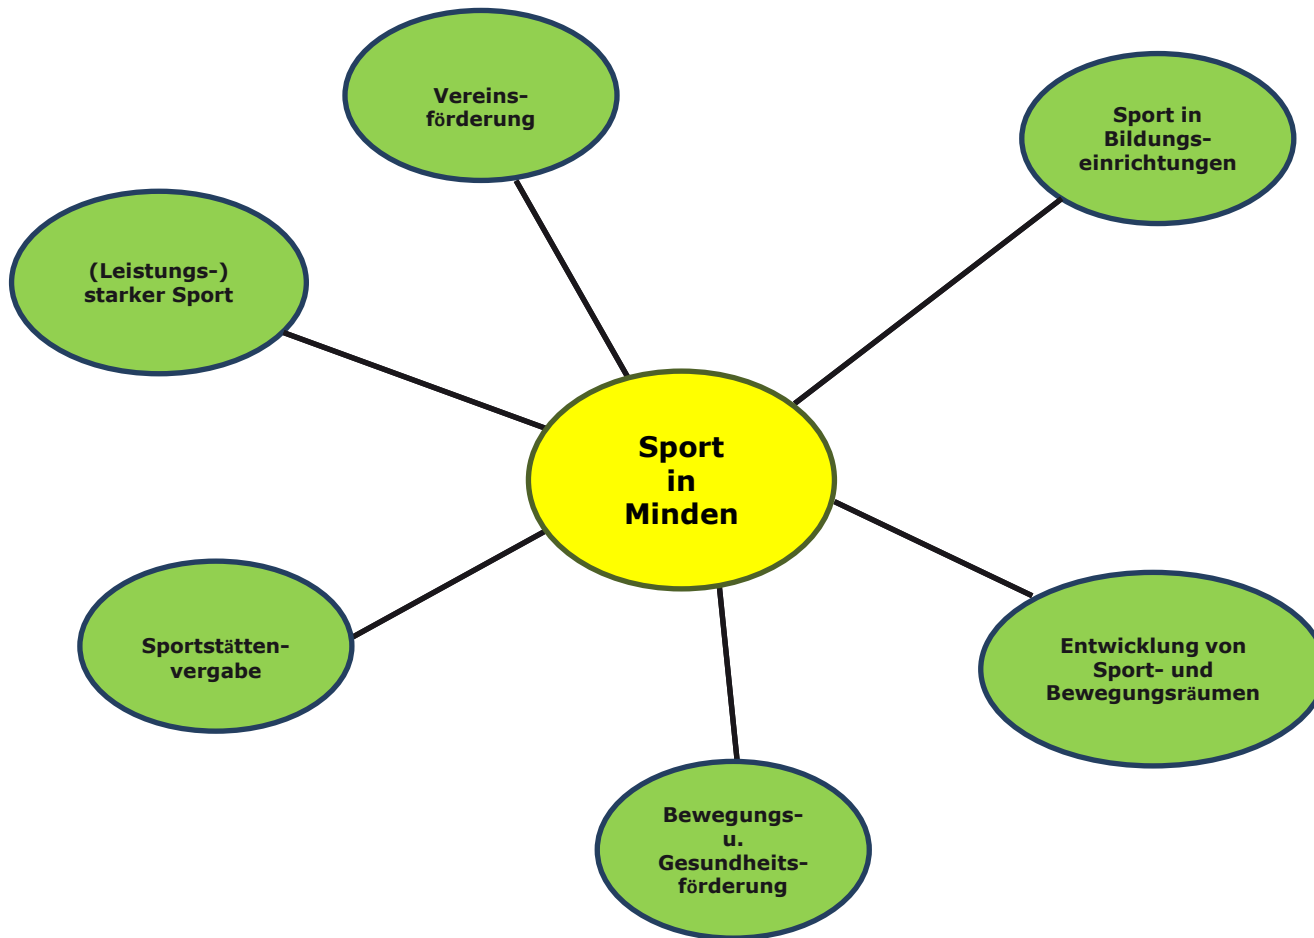 Vereins-
förderung
Sport in
Bildungs-
einrichtungen
(Leistungs-)
starker Sport
Sport
in
Minden
Sportstätten-
vergabe
Entwicklung von
Sport- und
Bewegungsräumen
Bewegungs-
u.
Gesundheits-
förderung